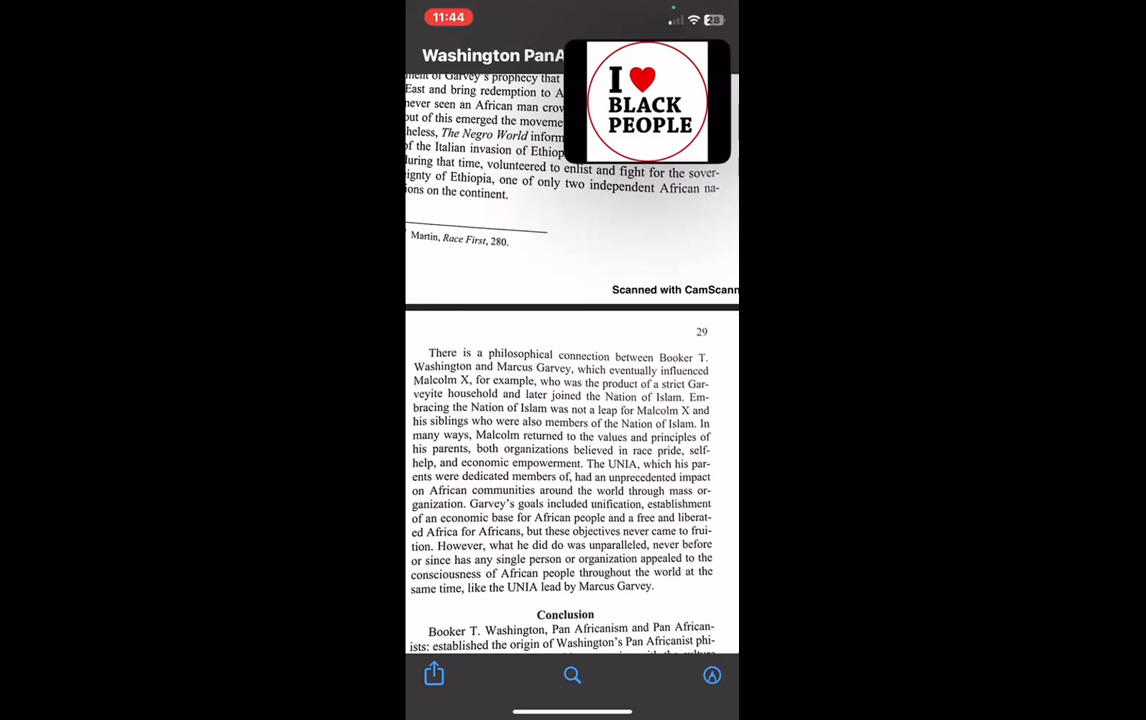 11:44
28
Washington PanA
I
BLACK
PEOPLE
ment of Garvey's prophecy that
East and bring redemption to A
never seen an African man crow
out of this emerged the moveme
heless, The Negro World inform
of the Italian invasion of Ethiop
during that time, volunteered to enlist and fight for the sover-
ignty of Ethiopia, one of only two independent African na-
ions on the continent.
Martin, Race First, 280.
Scanned with CamScann
29
There is a philosophical connection between Booker T.
Washington and Marcus Garvey, which eventually influenced
Malcolm X, for example, who was the product of a strict Gar-
veyite household and later joined the Nation of Islam. Em-
bracing the Nation of Islam was not a leap for Malcolm X and
his siblings who were also members of the Nation of Islam. In
many ways, Malcolm returned to the values and principles of
his parents, both organizations believed in race pride, self-
help, and economic empowerment. The UNIA, which his par-
ents were dedicated members of, had an unprecedented impact
on African communities around the world through mass or-
ganization. Garvey's goals included unification, establishment
of an economic base for African people and a free and liberat-
ed Africa for Africans, but these objectives never came to frui-
tion. However, what he did do was unparalleled, never before
or since has any single person or organization appealed to the
consciousness of African people throughout the world at the
same time, like the UNIA lead by Marcus Garvey.
Conclusion
Booker T. Washington, Pan Africanism and Pan African-
ists: established the origin of Washington's Pan Africanist phi-